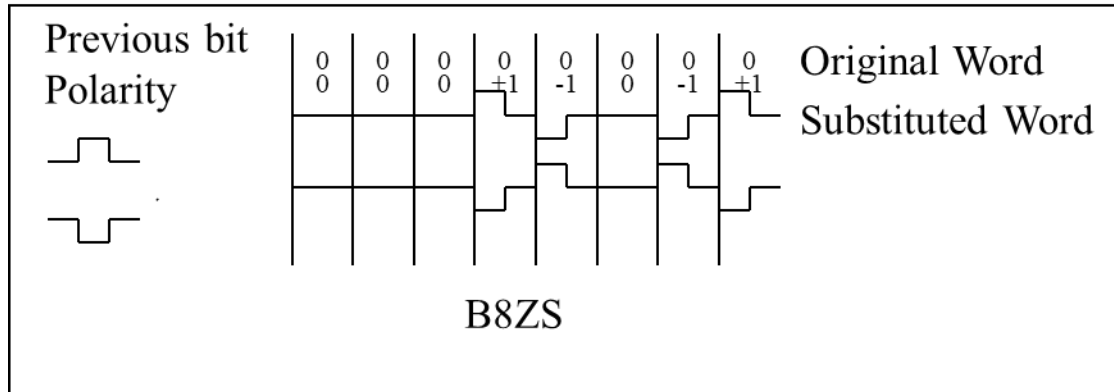 Previous bit
Polarity
0 0 0 0 0 0 0 0
0 0 0 +1 -1 0 -1 +1
Original Word
Substituted Word
B8ZS